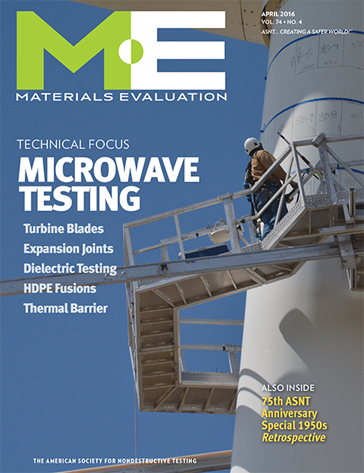 M·E
MATERIALS EVALUATION
APRIL 2016
VOL. 74 • NO. 4
ASNT... CREATING A SAFER WORLD!™
TECHNICAL FOCUS
MICROWAVE
TESTING
Turbine Blades
Expansion Joints
Dielectric Testing
HDPE Fusions
Thermal Barrier
ALSO INSIDE
75th ASNT
Anniversary
Special 1950s
Retrospective
THE AMERICAN SOCIETY FOR NONDESTRUCTIVE TESTING